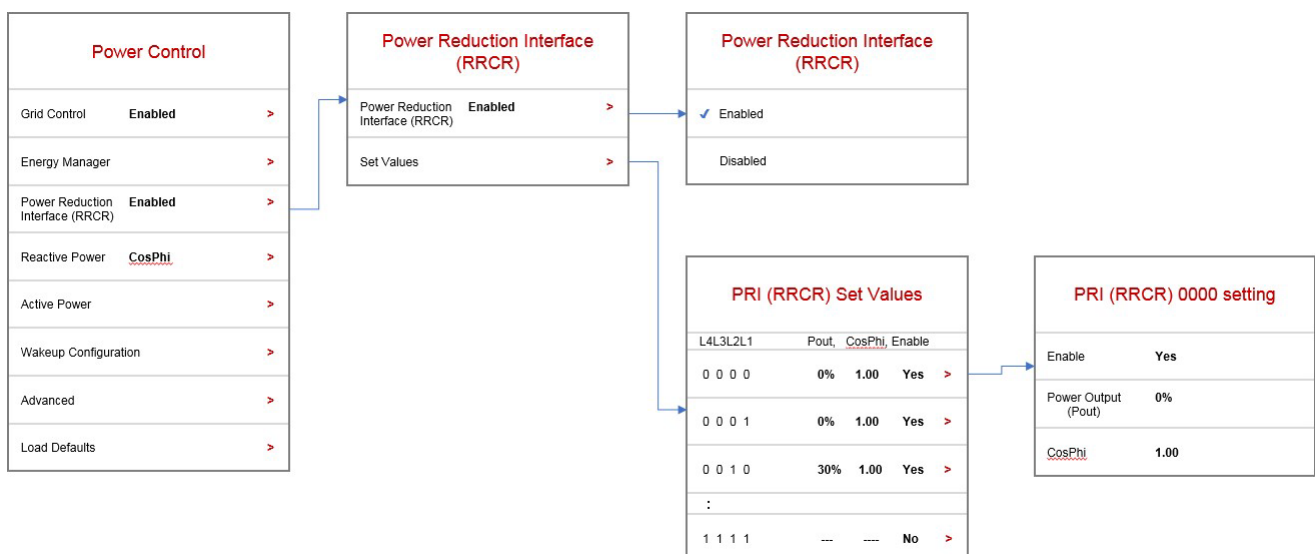 Power Control
Grid Control Enabled >
Energy Manager >
Power Reduction Enabled >
Interface (RRCR)
Reactive Power CosPhi >
Active Power >
Wakeup Configuration >
Advanced >
Load Defaults >
Power Reduction Interface
(RRCR)
Power Reduction Enabled >
Interface (RRCR)
Set Values >
Power Reduction Interface
(RRCR)
✓ Enabled
Disabled
PRI (RRCR) Set Values
L4L3L2L1 Pout, CosPhi, Enable
0 0 0 0 0% 1.00 Yes >
0 0 0 1 0% 1.00 Yes >
0 0 1 0 30% 1.00 Yes >
:
1 1 1 1 --- ---- No >
PRI (RRCR) 0000 setting
Enable Yes
Power Output 0%
(Pout)
CosPhi 1.00